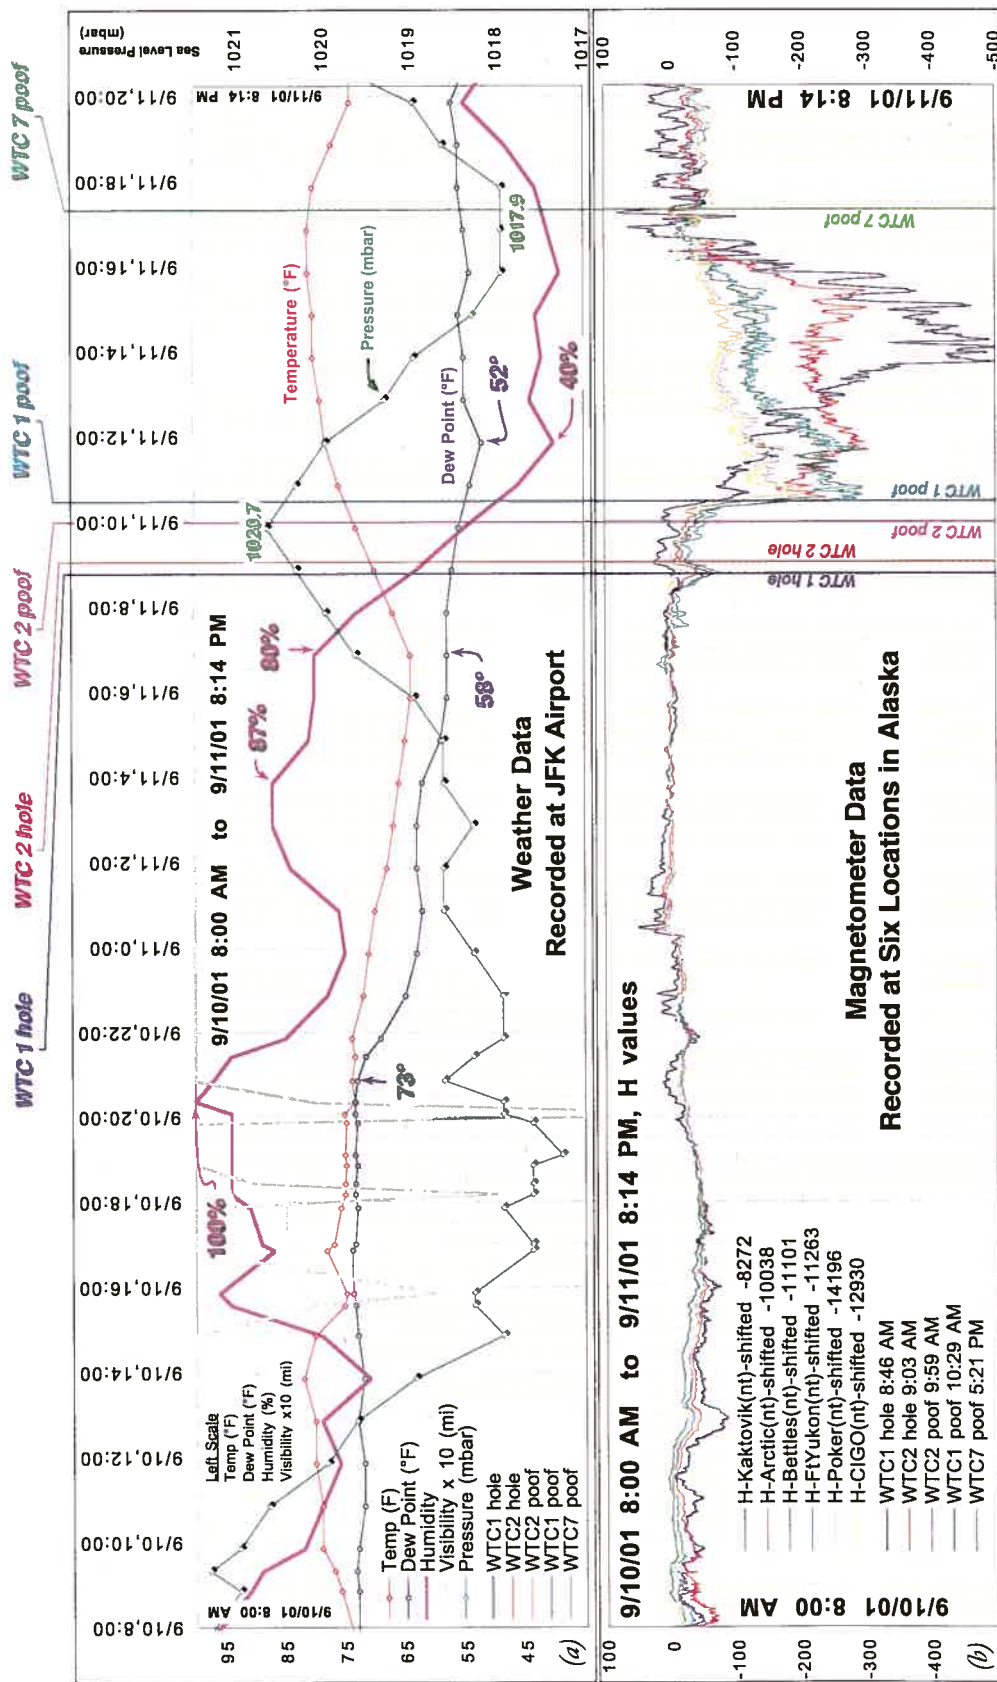 WTC 1 hole
WTC 2 hole
WTC 2 poof
WTC 1 poof
WTC 7 poof
9/10,8:00
9/10,10:00
9/10,12:00
9/10,14:00
9/10,16:00
9/10,18:00
9/10,20:00
9/10,22:00
9/11,0:00
9/11,2:00
9/11,4:00
9/11,6:00
9/11,8:00
9/11,10:00
9/11,12:00
9/11,14:00
9/11,16:00
9/11,18:00
9/11,20:00
Sea Level Pressure
(mbar)
95
85
75
65
55
45
1021
1020
1019
1018
1017
9/10/01 8:00 AM
9/10/01 8:00 AM to 9/11/01 8:14 PM
9/11/01 8:14 PM
Left Scale
Temp (°F)
Dew Point (°F)
Humidity (%)
Visibility x10 (mi)
100%
87%
80%
1020.7
Temperature (°F)
Pressure (mbar)
Dew Point (°F)
73°
58°
52°
40%
1017.9
Temp (F)
Dew Point (°F)
Humidity
Visibility x 10 (mi)
Pressure (mbar)
WTC1 hole
WTC2 hole
WTC2 poof
WTC1 poof
WTC7 poof
Weather Data
Recorded at JFK Airport
(a)
9/10/01 8:00 AM to 9/11/01 8:14 PM, H values
100
0
-100
-200
-300
-400
100
0
-100
-200
-300
-400
-500
WTC 1 hole
WTC 2 hole
WTC 2 poof
WTC 1 poof
WTC 7 poof
9/10/01 8:00 AM
9/11/01 8:14 PM
H-Kaktovik(nt)-shifted -8272
H-Arctic(nt)-shifted -10038
H-Bettles(nt)-shifted -11101
H-FtYukon(nt)-shifted -11263
H-Poker(nt)-shifted -14196
H-CIGO(nt)-shifted -12930
WTC1 hole 8:46 AM
WTC2 hole 9:03 AM
WTC2 poof 9:59 AM
WTC1 poof 10:29 AM
WTC7 poof 5:21 PM
Magnetometer Data
Recorded at Six Locations in Alaska
(b)